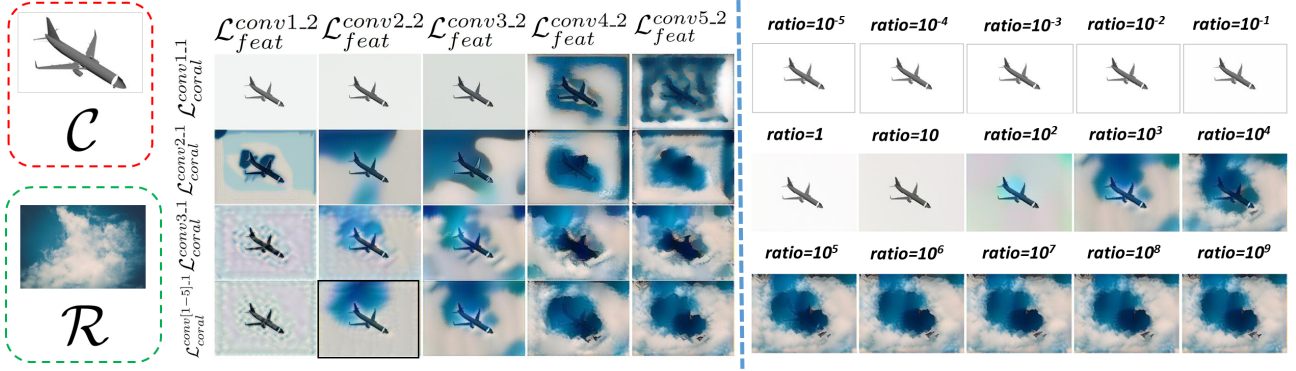 C
R
L_{feat}^{conv1_2} L_{feat}^{conv2_2} L_{feat}^{conv3_2} L_{feat}^{conv4_2} L_{feat}^{conv5_2}
L_{coral}^{conv1_1}
L_{coral}^{conv2_1}
L_{coral}^{conv3_1}
L_{coral}^{conv[1-5]_1}
ratio=10^{-5} ratio=10^{-4} ratio=10^{-3} ratio=10^{-2} ratio=10^{-1}
ratio=1 ratio=10 ratio=10^{2} ratio=10^{3} ratio=10^{4}
ratio=10^{5} ratio=10^{6} ratio=10^{7} ratio=10^{8} ratio=10^{9}